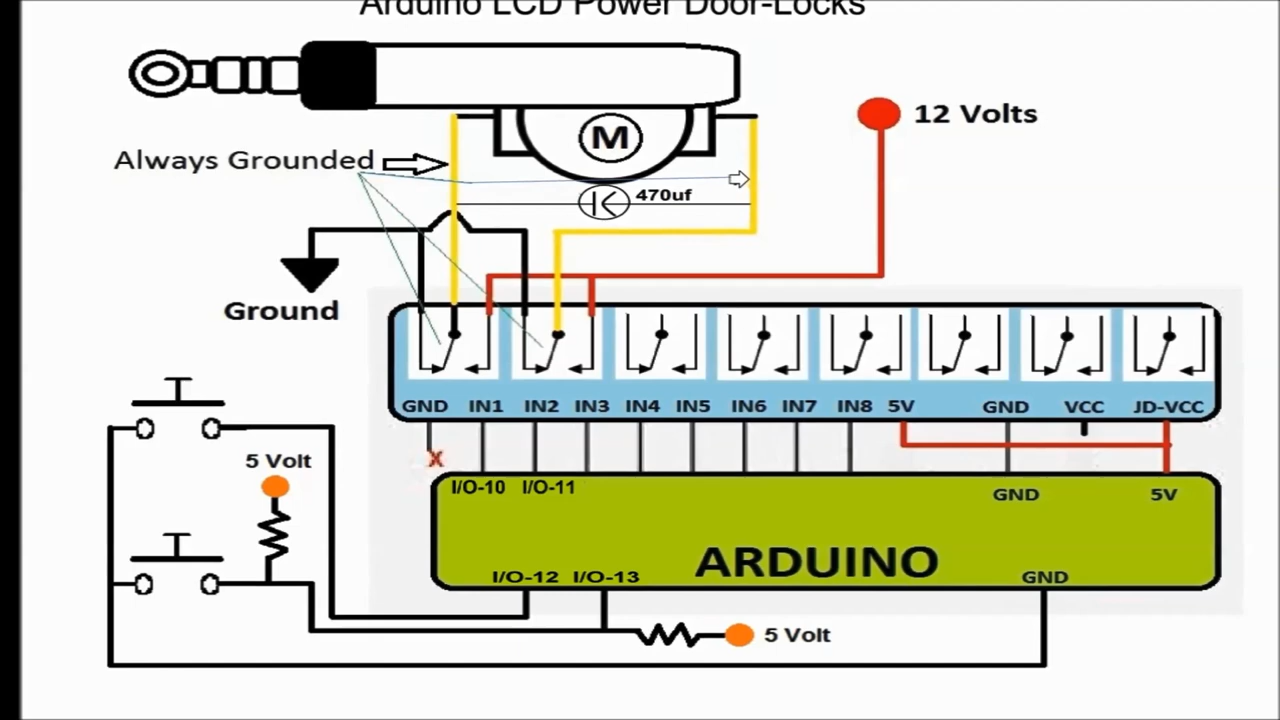 Arduino LCD Power Door-Locks
M
12 Volts
Always Grounded
470uf
Ground
GND IN1 IN2 IN3 IN4 IN5 IN6 IN7 IN8 5V GND VCC JD-VCC
X
5 Volt
I/O-10 I/O-11 GND 5V
ARDUINO
I/O-12 I/O-13 GND
5 Volt